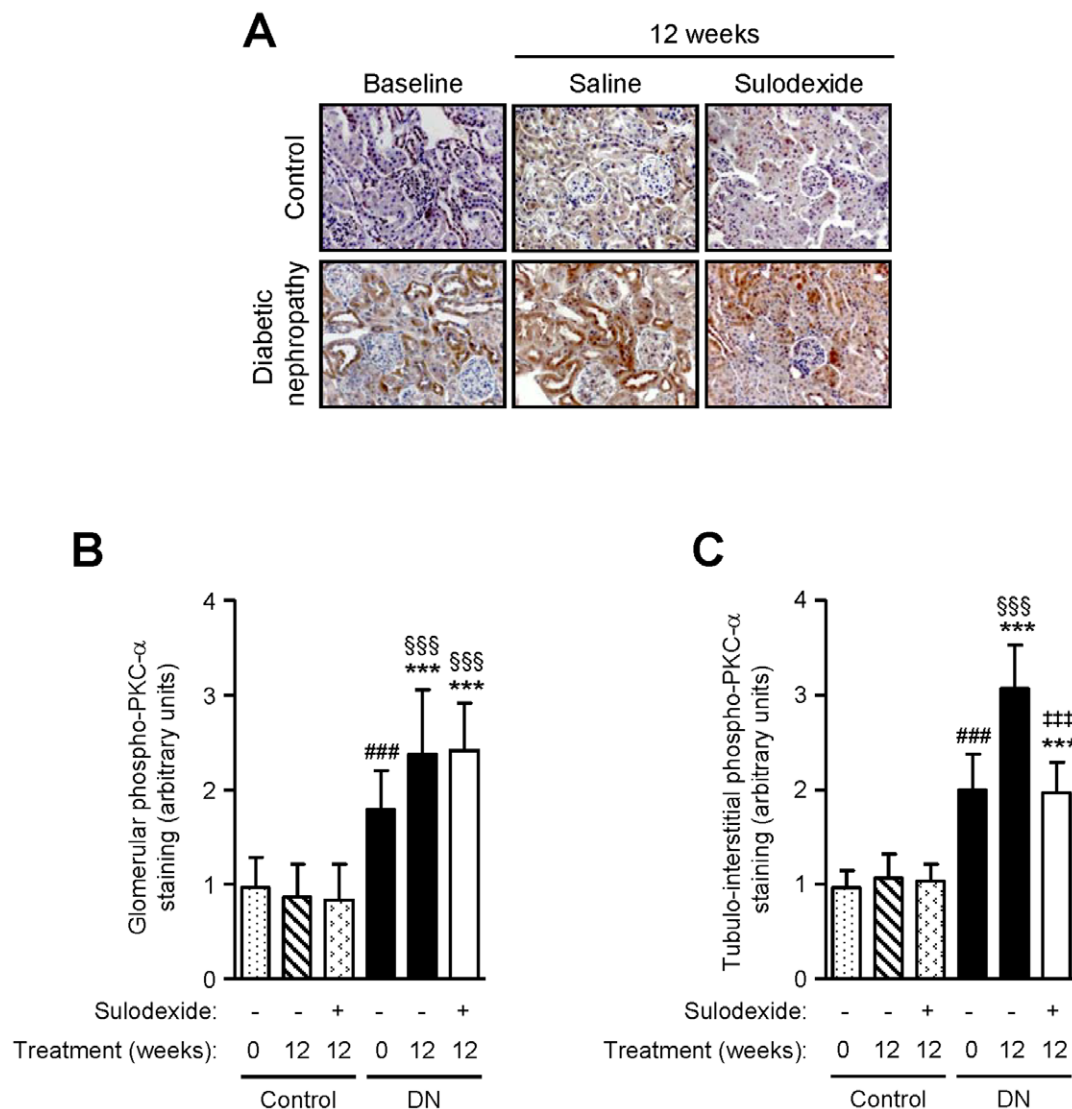 A
12 weeks
Baseline Saline Sulodexide
Control
Diabetic
nephropathy
B
Glomerular phospho-PKC-α
staining (arbitrary units)
4
3
2
1
0
###
§§§
***
§§§
***
Sulodexide: - - + - - +
Treatment (weeks): 0 12 12 0 12 12
Control DN
C
Tubulo-interstitial phospho-PKC-α
staining (arbitrary units)
4
3
2
1
0
###
§§§
***
‡‡‡
***
Sulodexide: - - + - - +
Treatment (weeks): 0 12 12 0 12 12
Control DN